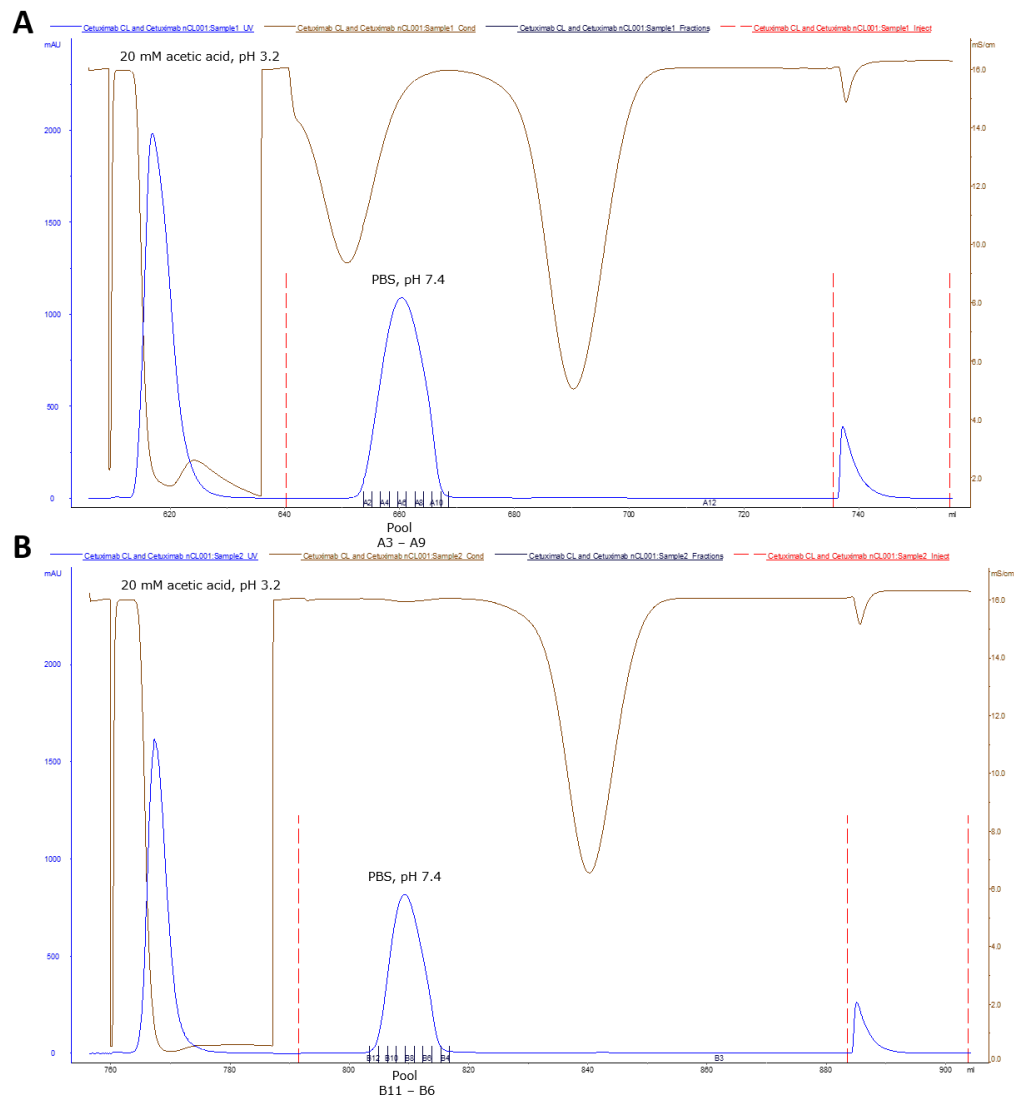 A
Cetuximab CL and Cetuximab nCL001:Sample1_UV Cetuximab CL and Cetuximab nCL001:Sample1_Cond Cetuximab CL and Cetuximab nCL001:Sample1_Fractions Cetuximab CL and Cetuximab nCL001:Sample1_Inject
mAU mS/cm
20 mM acetic acid, pH 3.2
16.0
2000 14.0
12.0
1500
10.0
PBS, pH 7.4
1000 8.0
6.0
500 4.0
2.0
0 A2 A4 A6 A8 A10 A12
620 640 660 680 700 720 740 ml
Pool
A3 – A9
B
Cetuximab CL and Cetuximab nCL001:Sample2_UV Cetuximab CL and Cetuximab nCL001:Sample2_Cond Cetuximab CL and Cetuximab nCL001:Sample2_Fractions Cetuximab CL and Cetuximab nCL001:Sample2_Inject
mAU mS/cm
20 mM acetic acid, pH 3.2
16.0
2000 14.0
12.0
1500
10.0
1000 8.0
PBS, pH 7.4
6.0
500 4.0
2.0
0 B12 B10 B8 B6 B4 B3 0.0
760 780 800 820 840 860 880 900 ml
Pool
B11 – B6